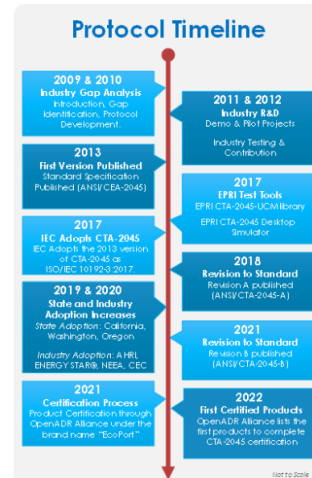 Protocol Timeline
2009 & 2010
Industry Gap Analysis
Introduction, Gap
Identification, Protocol
Development.
2011 & 2012
Industry R&D
Demo & Pilot Projects
Industry Testing &
Contribution
2013
First Version Published
Standard Specification
Published (ANSI/CEA-2045)
2017
EPRI Test Tools
EPRI CTA-2045-UCM library
EPRI CTA-2045 Desktop
Simulator
2017
IEC Adopts CTA-2045
IEC Adopts the 2013 version
of CTA-2045 as
ISO/IEC 10192-3:2017.
2018
Revision to Standard
Revision A published
(ANSI/CTA-2045-A)
2019 & 2020
State and Industry
Adoption Increases
State Adoption: California,
Washington, Oregon
Industry Adoption: AHRI,
ENERGY STAR®, NEEA, CEC
2021
Revision to Standard
Revision B published
(ANSI/CTA-2045-B)
2021
Certification Process
Product Certification through
OpenADR Alliance under the
brand name "EcoPort"
2022
First Certified Products
OpenADR Alliance lists the
first products to complete
CTA-2045 certification
Not to Scale